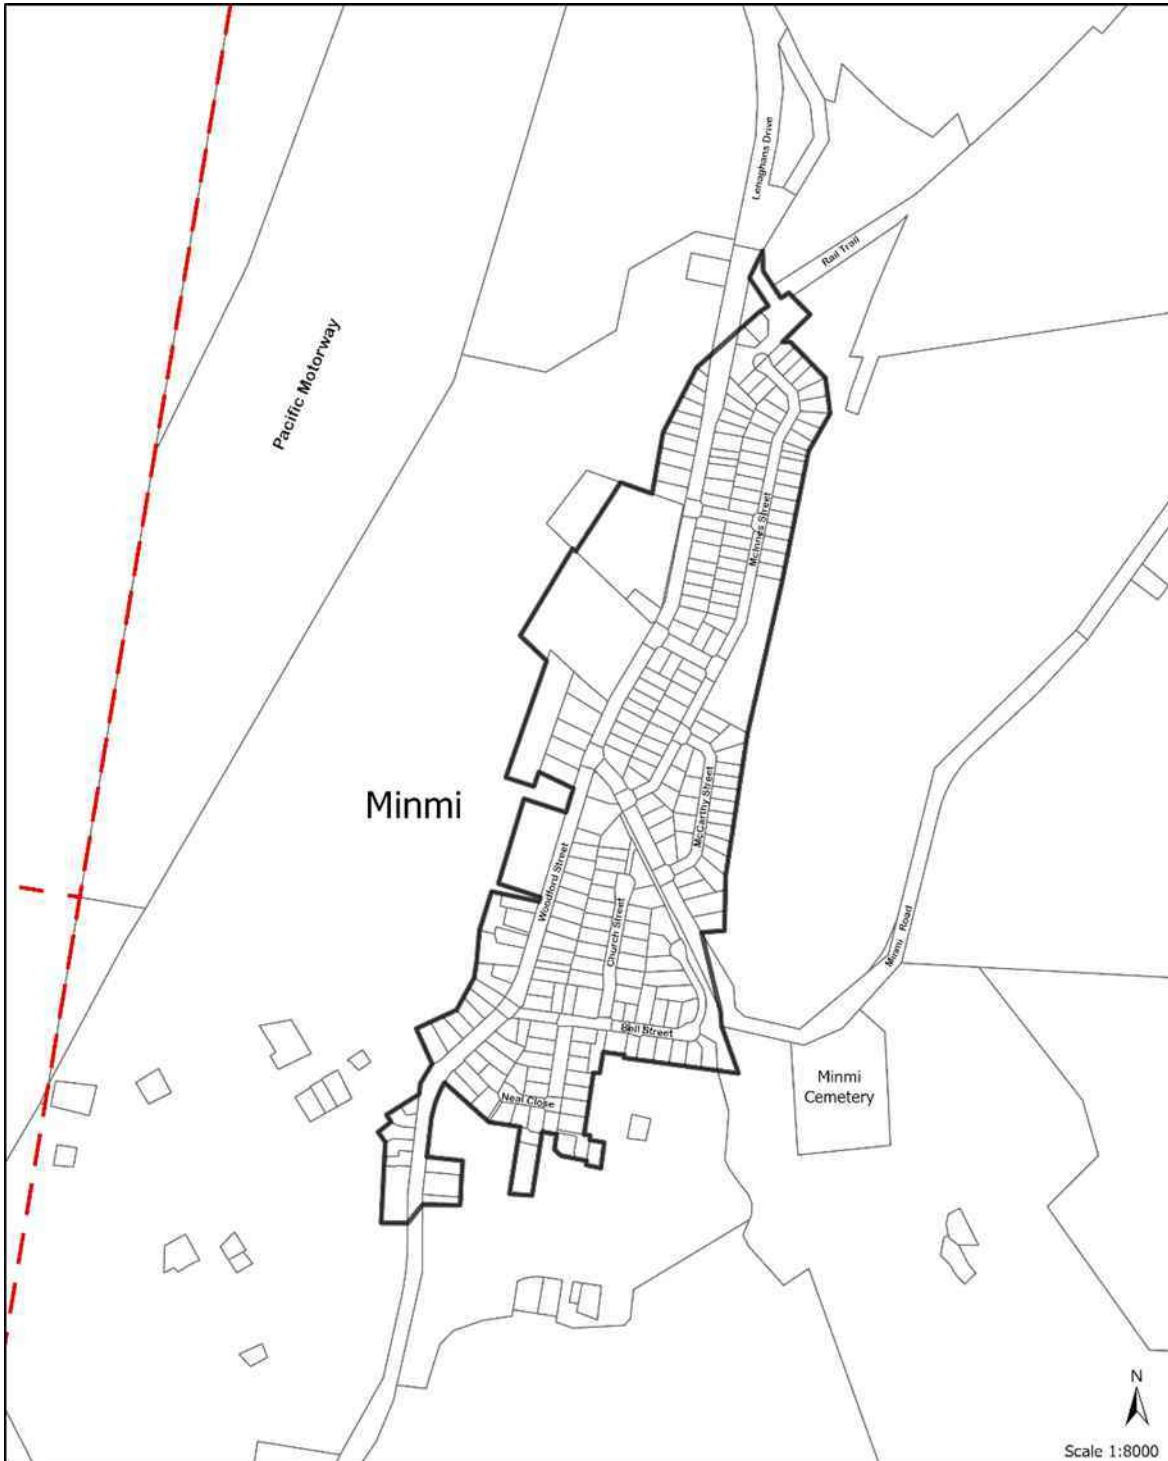 Lenaghans Drive
Rail Trail
Pacific Motorway
McInnes Street
McCarthy Street
Minmi
Woodford Street
Church Street
Minmi Road
Bell Street
Minmi
Cemetery
Neal Close
N
Scale 1:8000